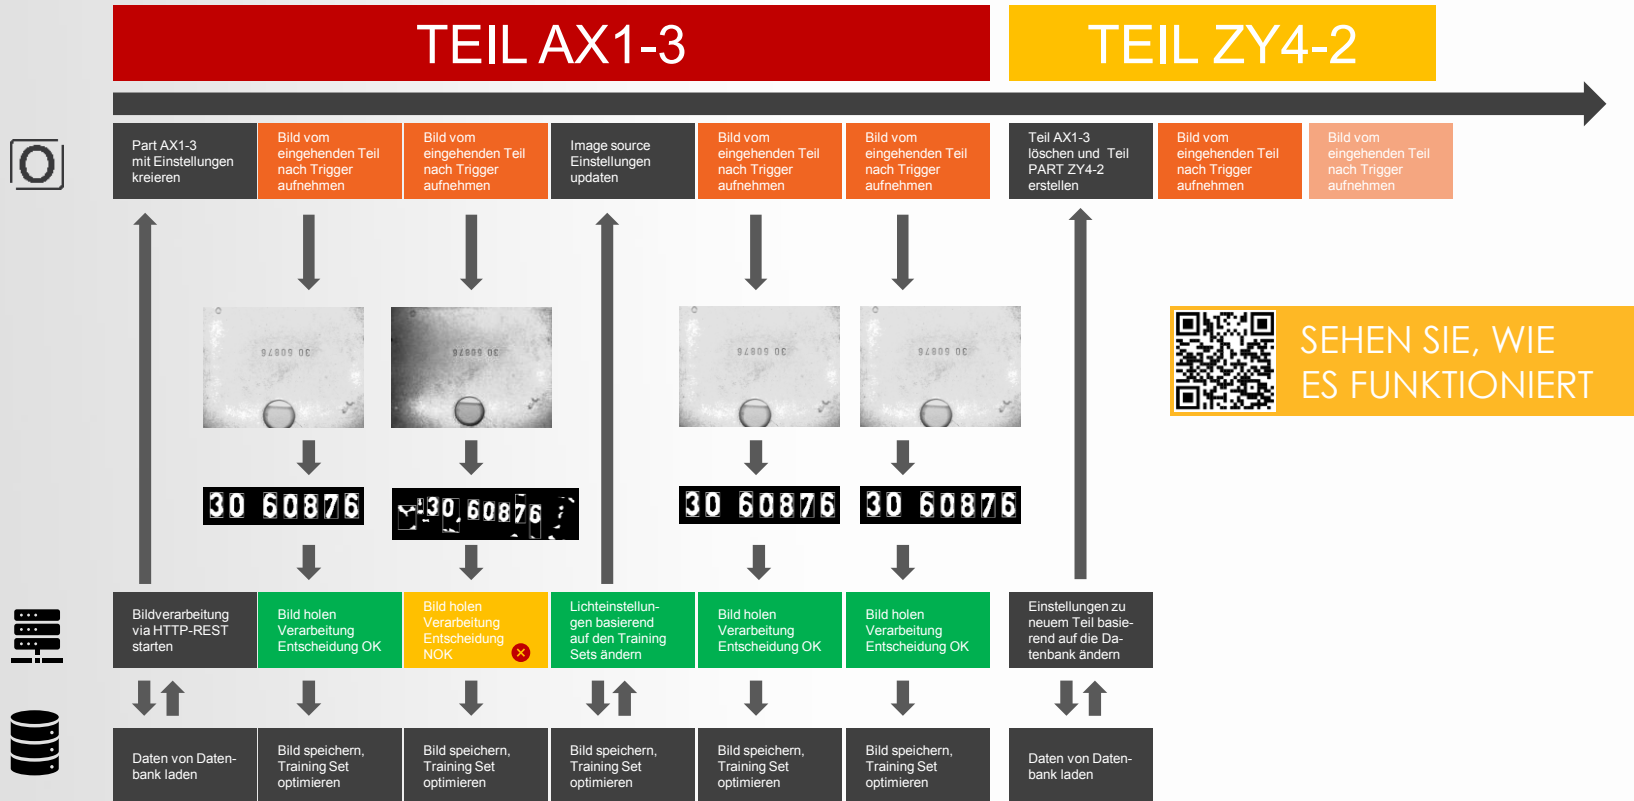 TEIL AX1-3
TEIL ZY4-2
Part AX1-3
mit Einstellungen
kreieren
Bild vom
eingehenden Teil
nach Trigger
aufnehmen
Bild vom
eingehenden Teil
nach Trigger
aufnehmen
Image source
Einstellungen
updaten
Bild vom
eingehenden Teil
nach Trigger
aufnehmen
Bild vom
eingehenden Teil
nach Trigger
aufnehmen
Teil AX1-3
löschen und Teil
PART ZY4-2
erstellen
Bild vom
eingehenden Teil
nach Trigger
aufnehmen
Bild vom
eingehenden Teil
nach Trigger
aufnehmen
30 60876
30 60876
30 60876
30 60876
SEHEN SIE, WIE
ES FUNKTIONIERT
30 60876
30 60876
30 60876
30 60876
Bildverarbeitung
via HTTP-REST
starten
Bild holen
Verarbeitung
Entscheidung OK
Bild holen
Verarbeitung
Entscheidung
NOK
Lichteinstellun-
gen basierend
auf den Training
Sets ändern
Bild holen
Verarbeitung
Entscheidung OK
Bild holen
Verarbeitung
Entscheidung OK
Einstellungen zu
neuem Teil basie-
rend auf die Da-
tenbank ändern
Daten von Daten-
bank laden
Bild speichern,
Training Set
optimieren
Bild speichern,
Training Set
optimieren
Bild speichern,
Training Set
optimieren
Bild speichern,
Training Set
optimieren
Bild speichern,
Training Set
optimieren
Daten von Daten-
bank laden